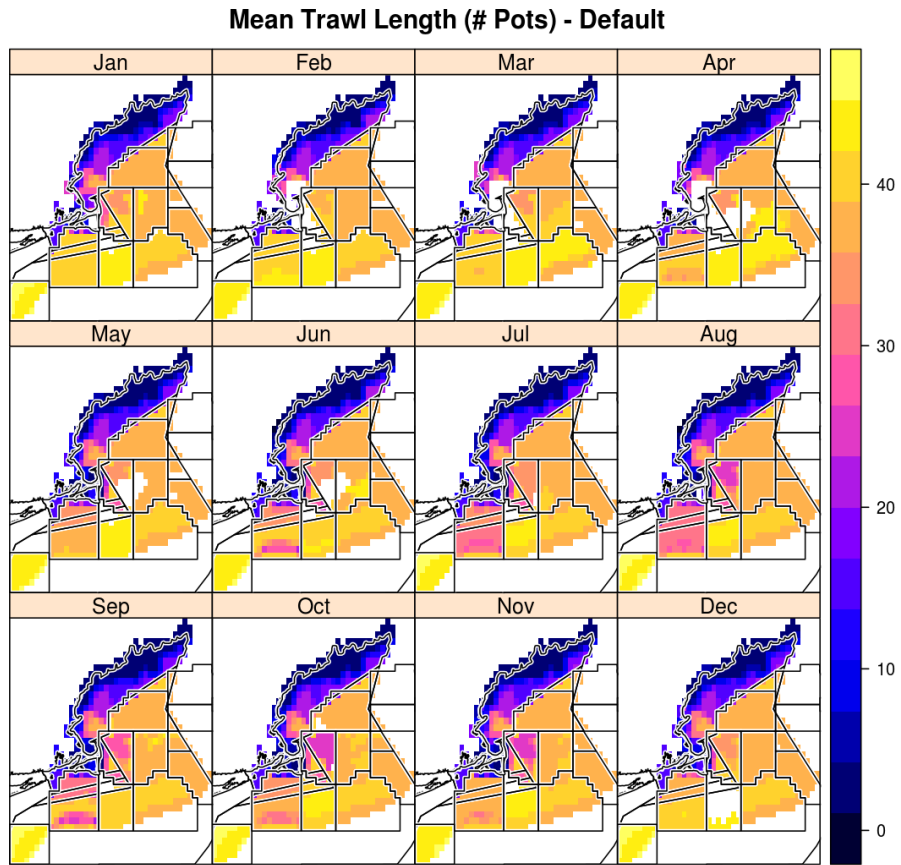 Mean Trawl Length (# Pots) - Default
Jan Feb Mar Apr
May Jun Jul Aug
Sep Oct Nov Dec
40
30
20
10
0